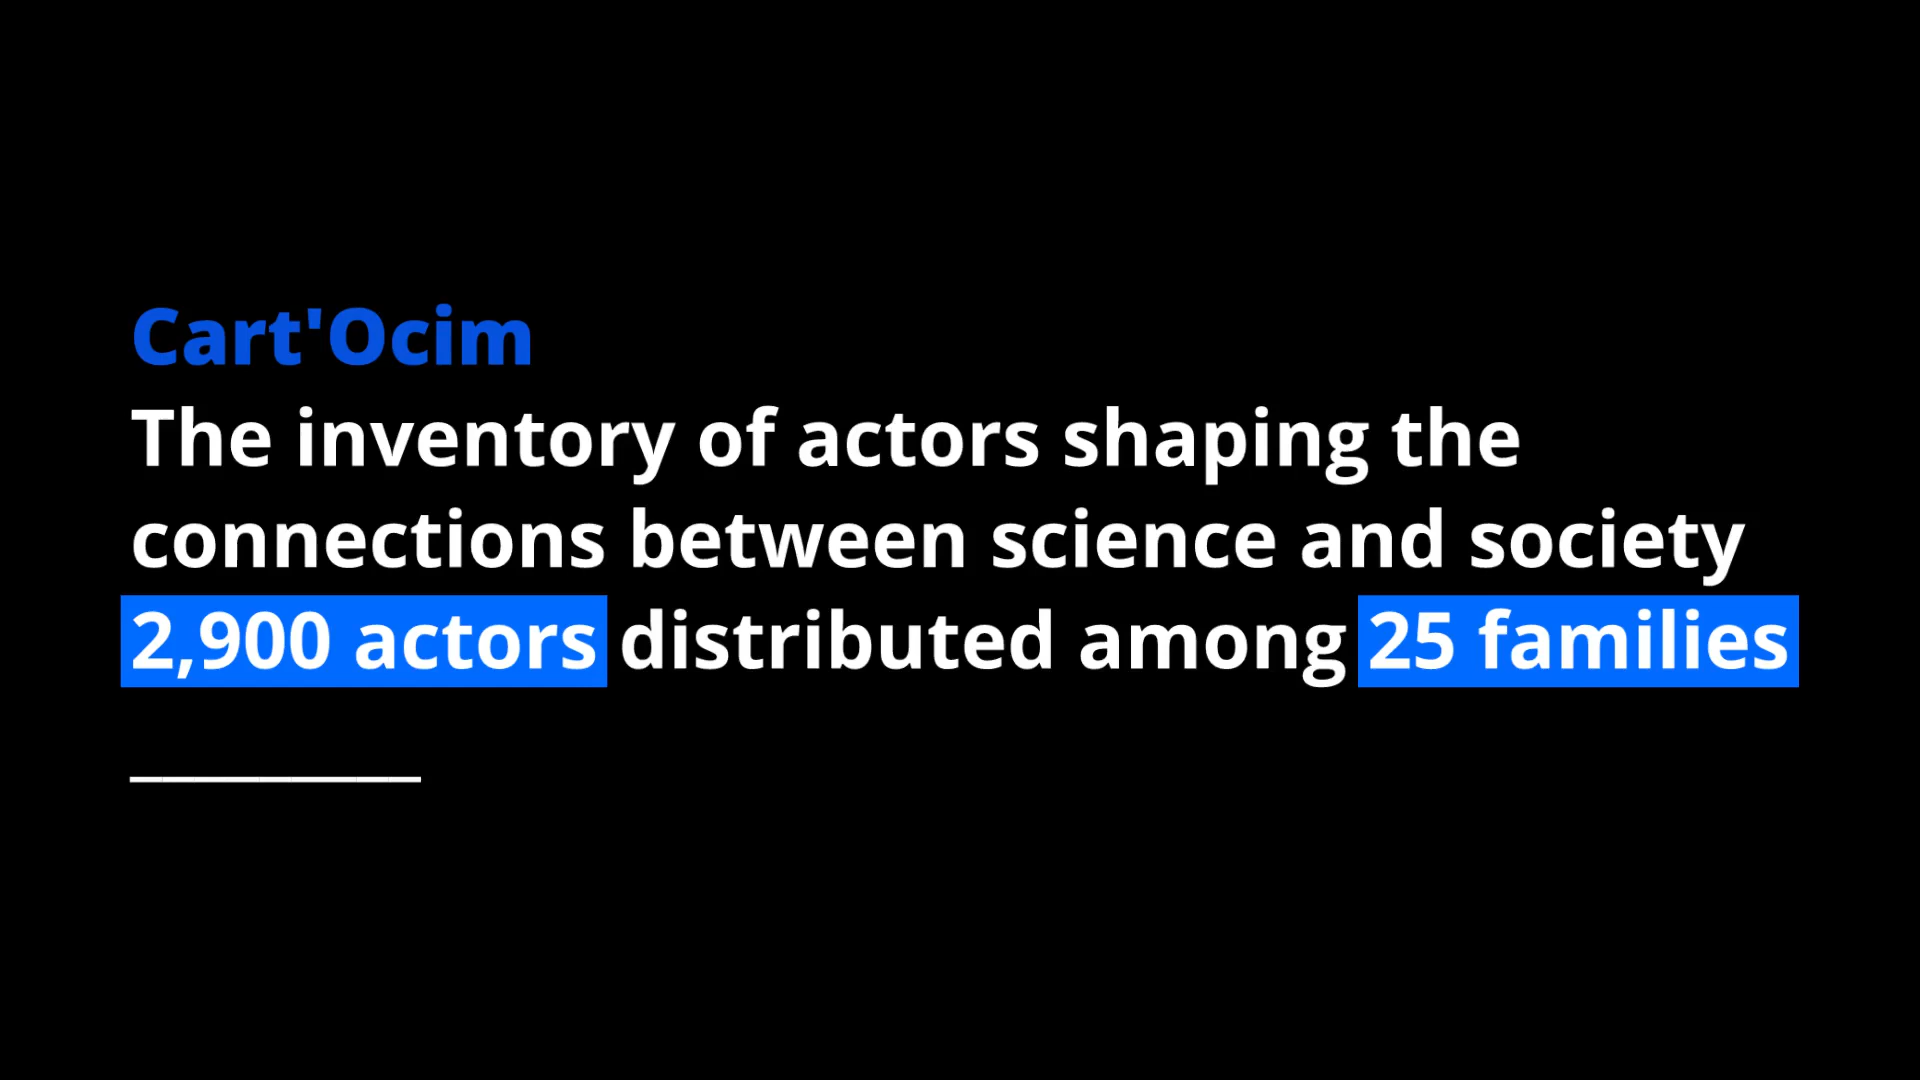 Cart'Ocim
The inventory of actors shaping the
connections between science and society
2,900 actors distributed among 25 families